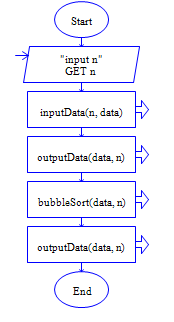 Start
"input n"
GET n
inputData(n, data)
outputData(data, n)
bubbleSort(data, n)
outputData(data, n)
End